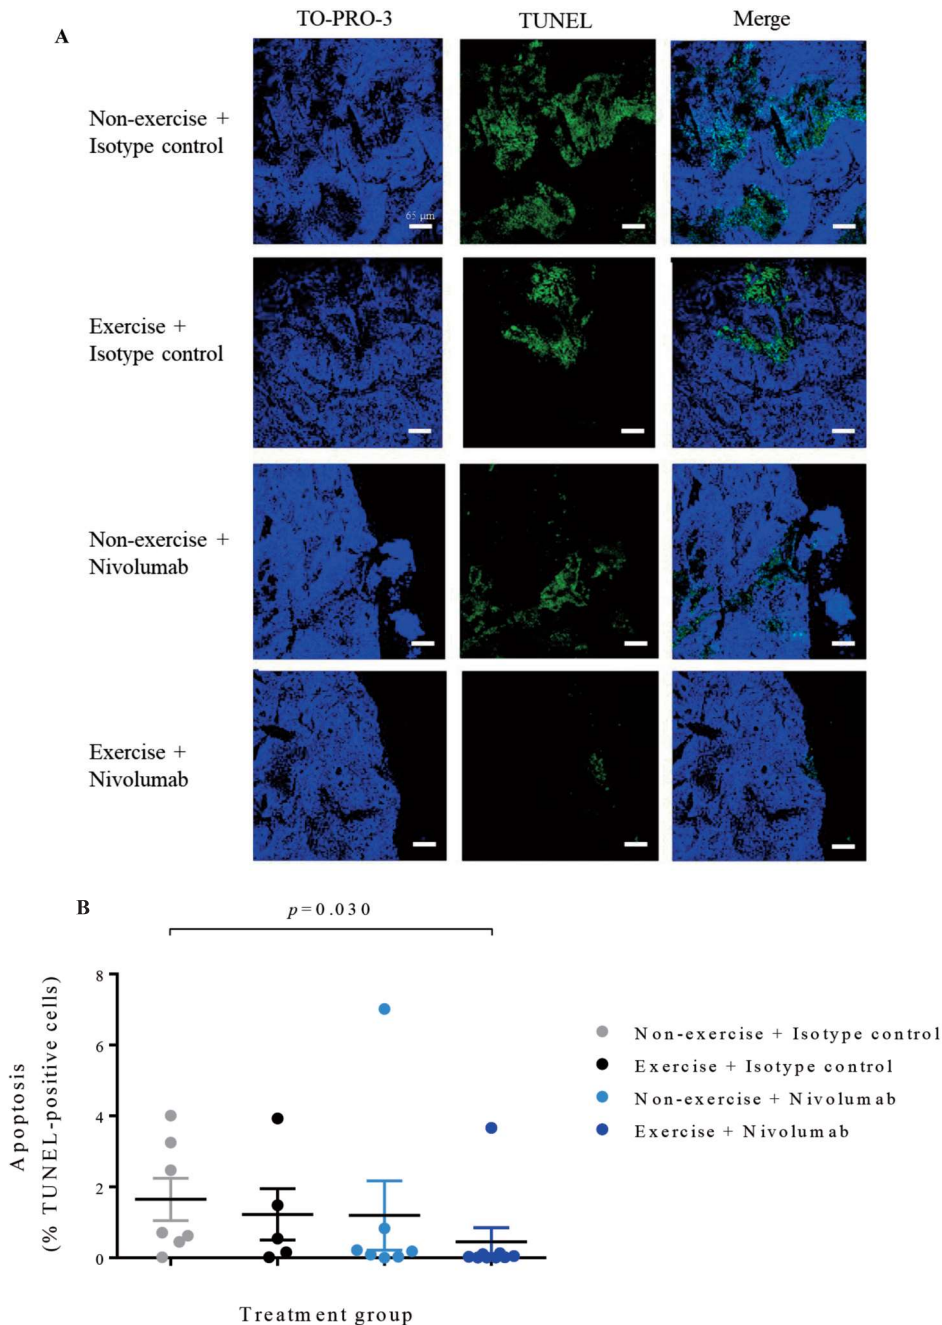 TO-PRO-3 TUNEL Merge
A
Non-exercise +
Isotype control
65 μm
Exercise +
Isotype control
Non-exercise +
Nivolumab
Exercise +
Nivolumab
B
p=0.030
Apoptosis
(% TUNEL-positive cells)
8
6
4
2
0
Non-exercise + Isotype control
Exercise + Isotype control
Non-exercise + Nivolumab
Exercise + Nivolumab
Treatment group